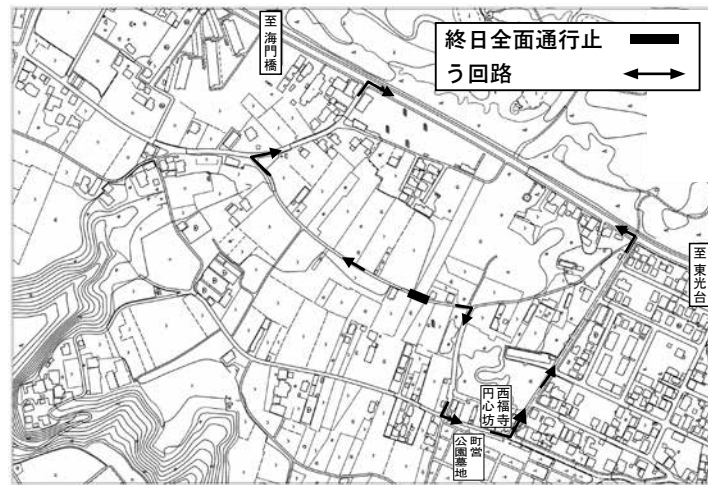 終日全面通行止
う回路
至海門橋
至東光台
西福寺
円心坊
町営
公園墓地